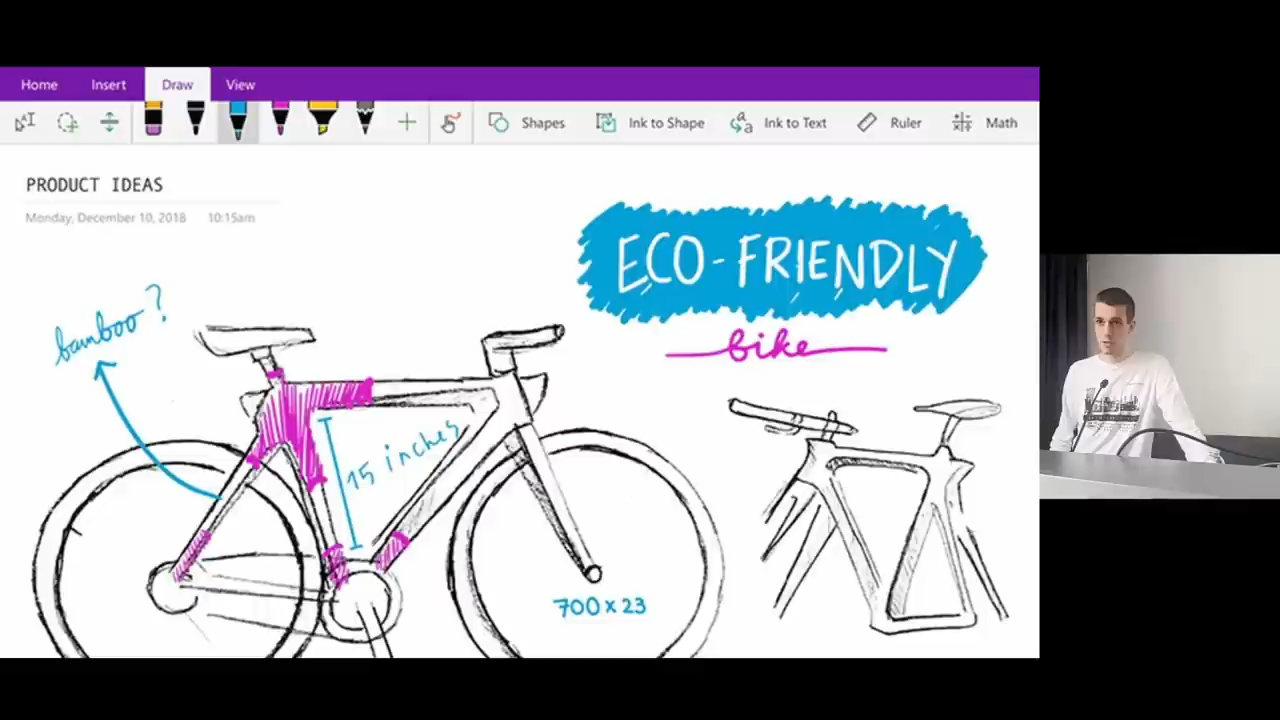 Home Insert Draw View
Shapes Ink to Shape Ink to Text Ruler Math
PRODUCT IDEAS
Monday, December 10, 2018 10:15am
ECO-FRIENDLY
bike
bamboo?
15 inches
700 x 23